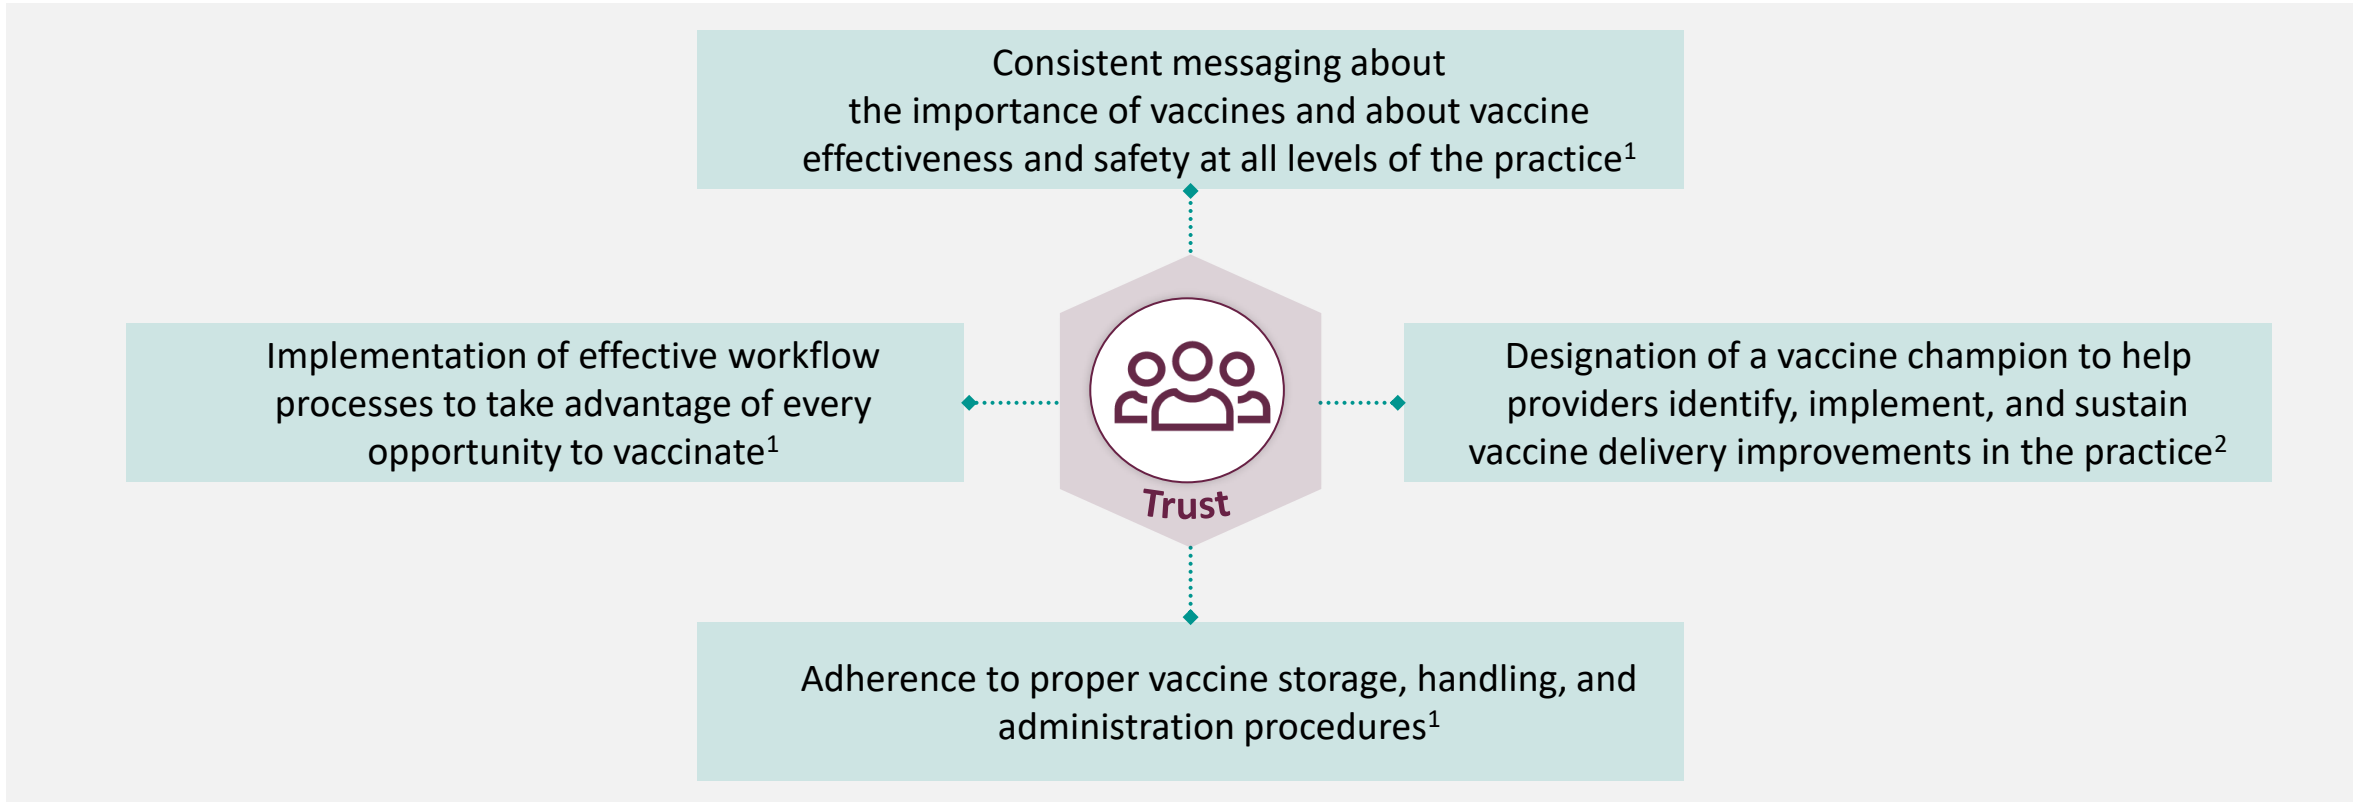 Consistent messaging about
the importance of vaccines and about vaccine
effectiveness and safety at all levels of the practice¹
Implementation of effective workflow
processes to take advantage of every
opportunity to vaccinate¹
Trust
Designation of a vaccine champion to help
providers identify, implement, and sustain
vaccine delivery improvements in the practice²
Adherence to proper vaccine storage, handling, and
administration procedures¹